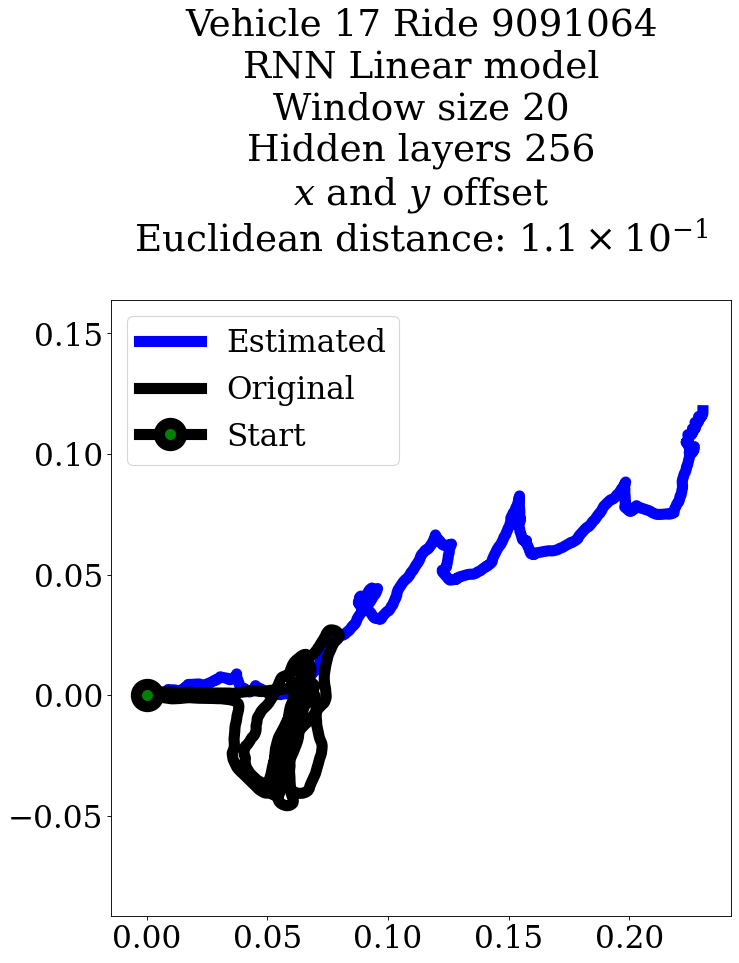 Vehicle 17 Ride 9091064
RNN Linear model
Window size 20
Hidden layers 256
x and y offset
Euclidean distance: 1.1 × 10⁻¹
Estimated
Original
Start
0.15
0.10
0.05
0.00
−0.05
0.00 0.05 0.10 0.15 0.20